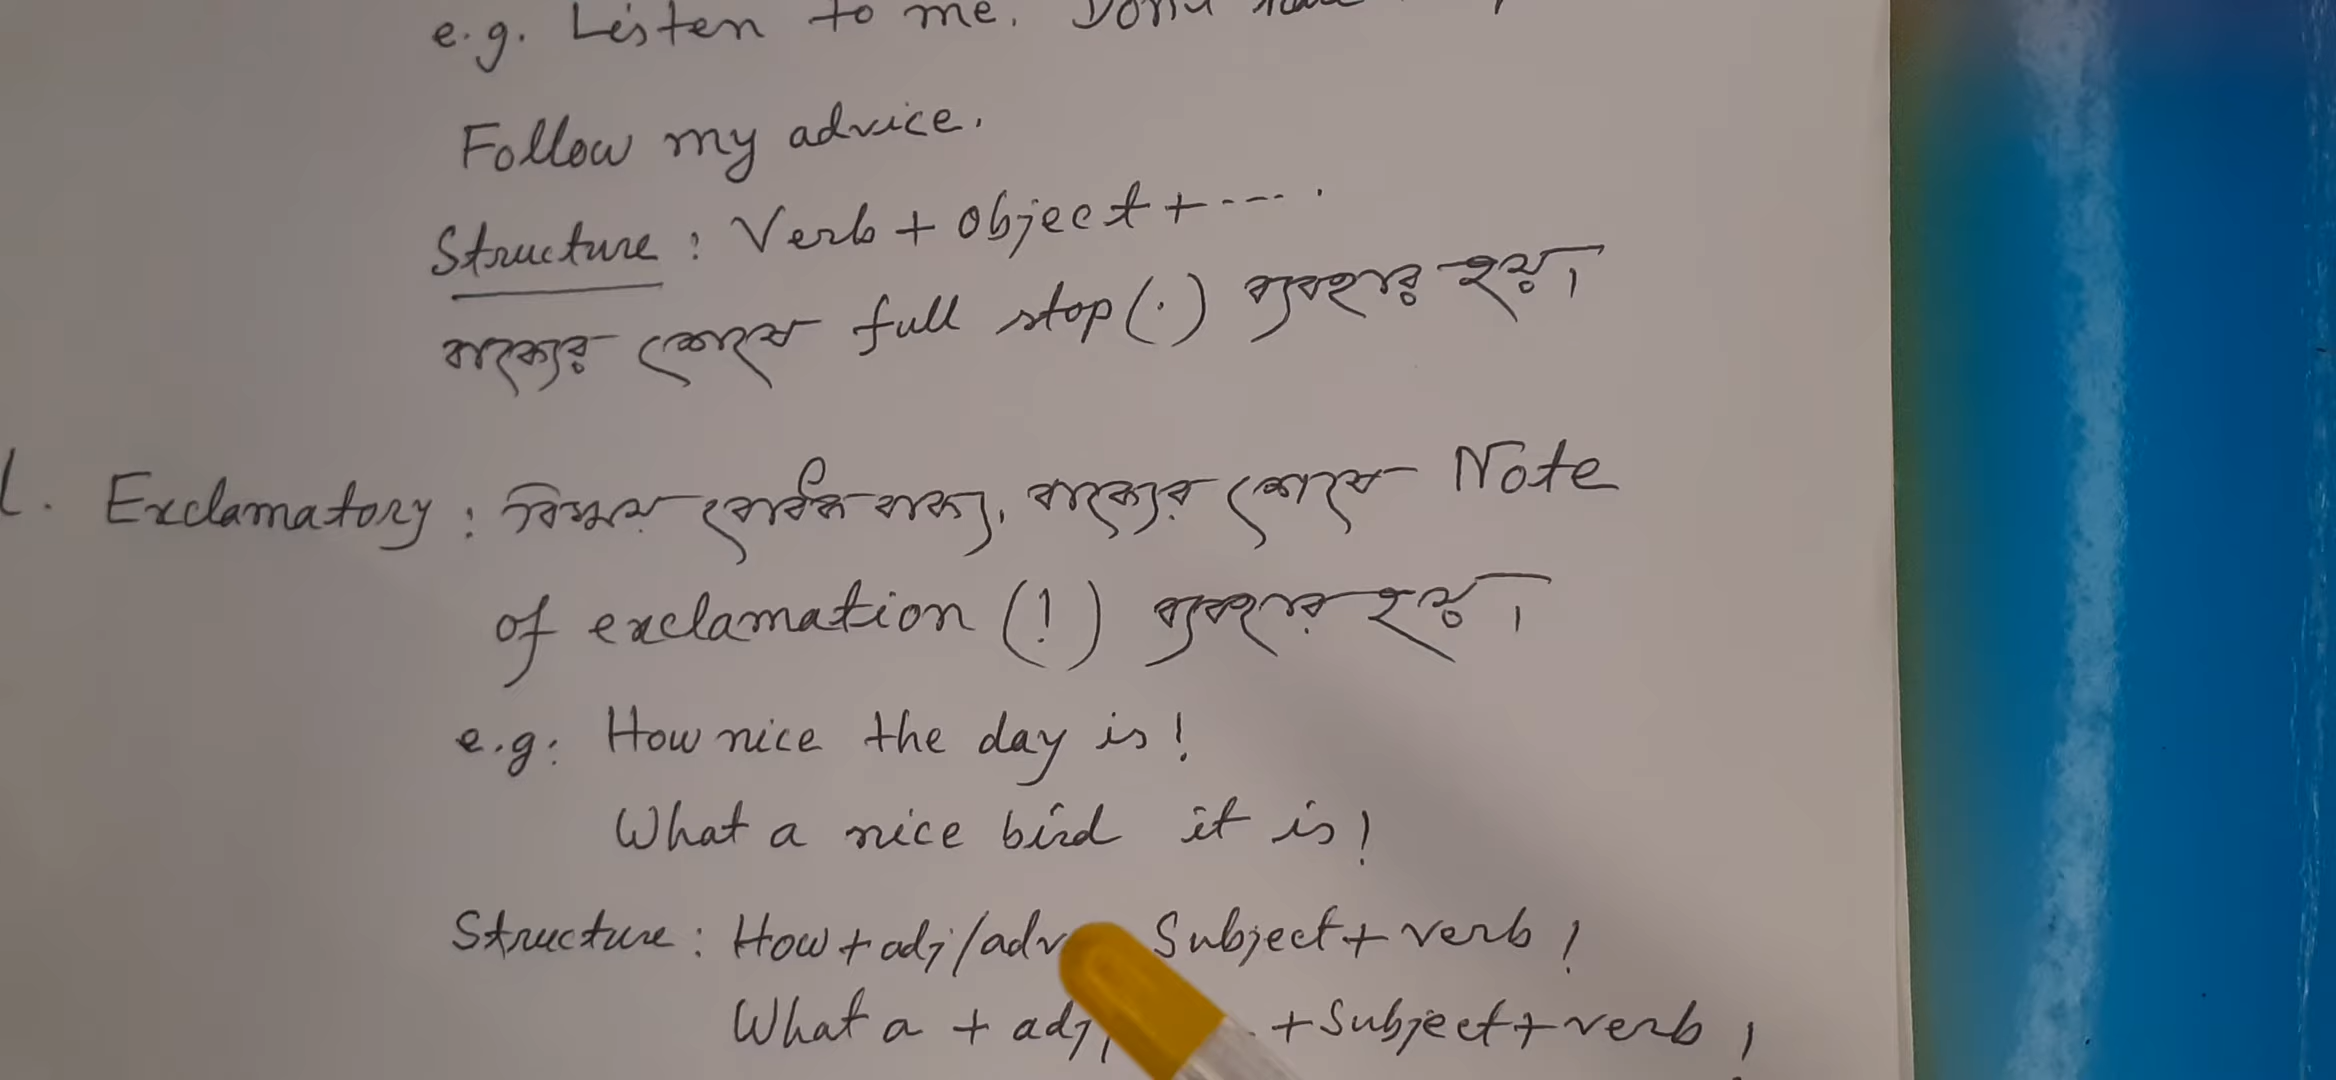 e.g. Listen to me. Don't
Follow my advice.
Structure : Verb + Object + ---- .
বাক্যের শেষে full stop (.) ব্যবহার হয়।
l. Exclamatory : বিস্ময় বোধক বাক্য, বাক্যের শেষে Note
of exclamation (!) ব্যবহার হয়।
e.g: How nice the day is!
What a nice bird it is!
Structure : How + adj/adv Subject + verb !
What a + adj + Subject + verb !